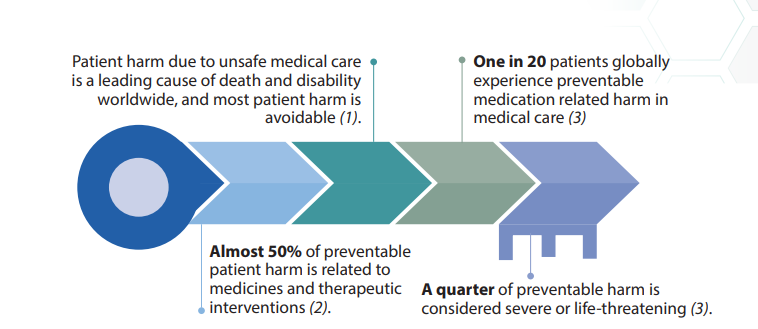 Patient harm due to unsafe medical care
is a leading cause of death and disability
worldwide, and most patient harm is
avoidable (1).
One in 20 patients globally
experience preventable
medication related harm in
medical care (3)
Almost 50% of preventable
patient harm is related to
medicines and therapeutic
interventions (2).
A quarter of preventable harm is
considered severe or life-threatening (3).